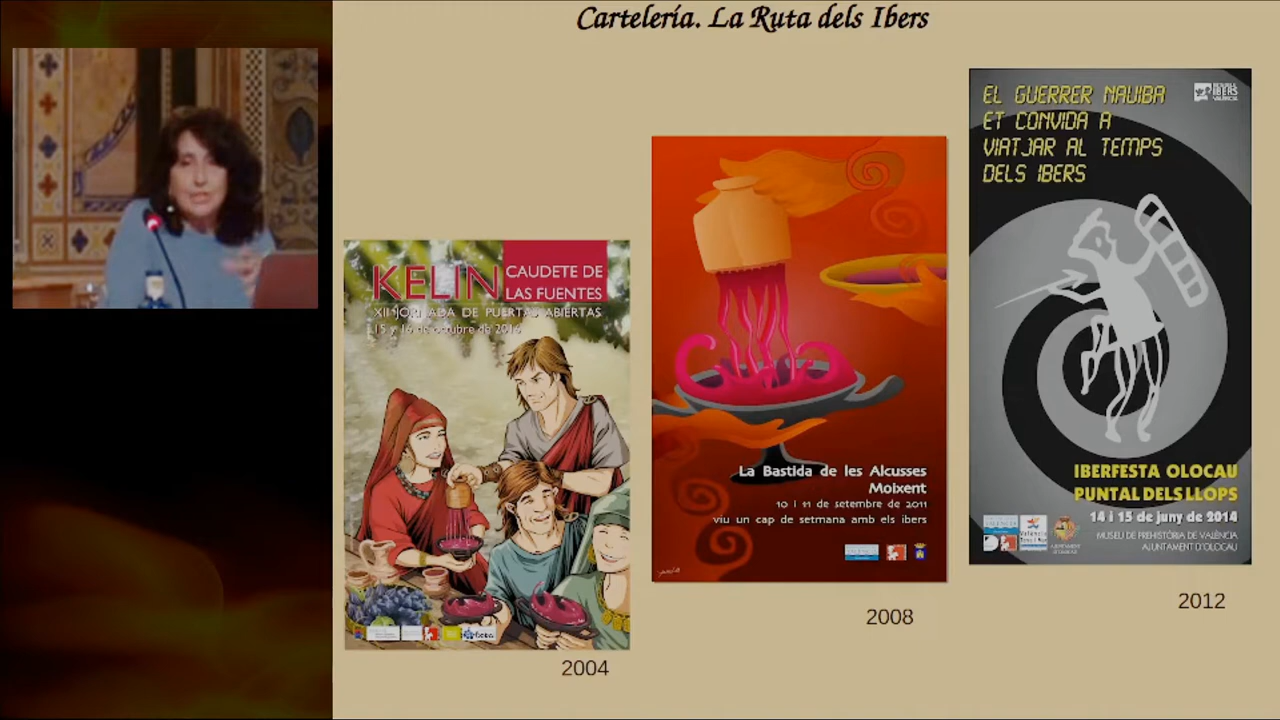 Cartelería. La Ruta dels Ibers
KELIN
CAUDETE DE
LAS FUENTES
XII JORNADA DE PUERTAS ABIERTAS
15 y 16 de octubre de 2016
2004
La Bastida de les Alcusses
Moixent
10 i 11 de setembre de 2011
viu un cap de setmana amb els ibers
2008
EL GUERRER NAUIBA
ET CONVIDA A
VIATJAR AL TEMPS
DELS IBERS
IBERS
IBERFESTA OLOCAU
PUNTAL DELS LLOPS
14 i 15 de juny de 2014
MUSEU DE PREHISTÒRIA DE VALÈNCIA
AJUNTAMENT D'OLOCAU
2012